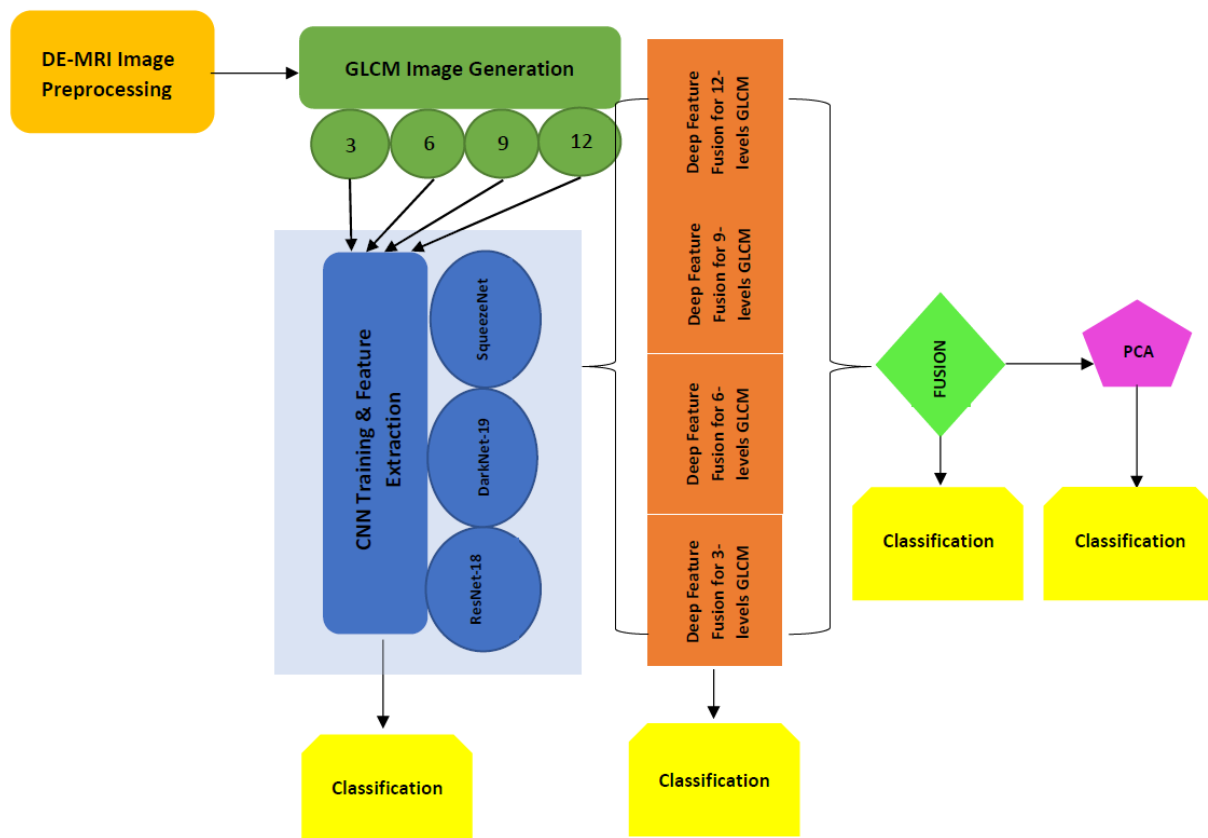 DE-MRI Image
Preprocessing
GLCM Image Generation
3
6
9
12
CNN Training & Feature
Extraction
SqueezeNet
DarkNet-19
ResNet-18
Classification
Deep Feature
Fusion for 12-
levels GLCM
Deep Feature
Fusion for 9-
levels GLCM
Deep Feature
Fusion for 6-
levels GLCM
Deep Feature
Fusion for 3-
levels GLCM
Classification
FUSION
PCA
Classification
Classification